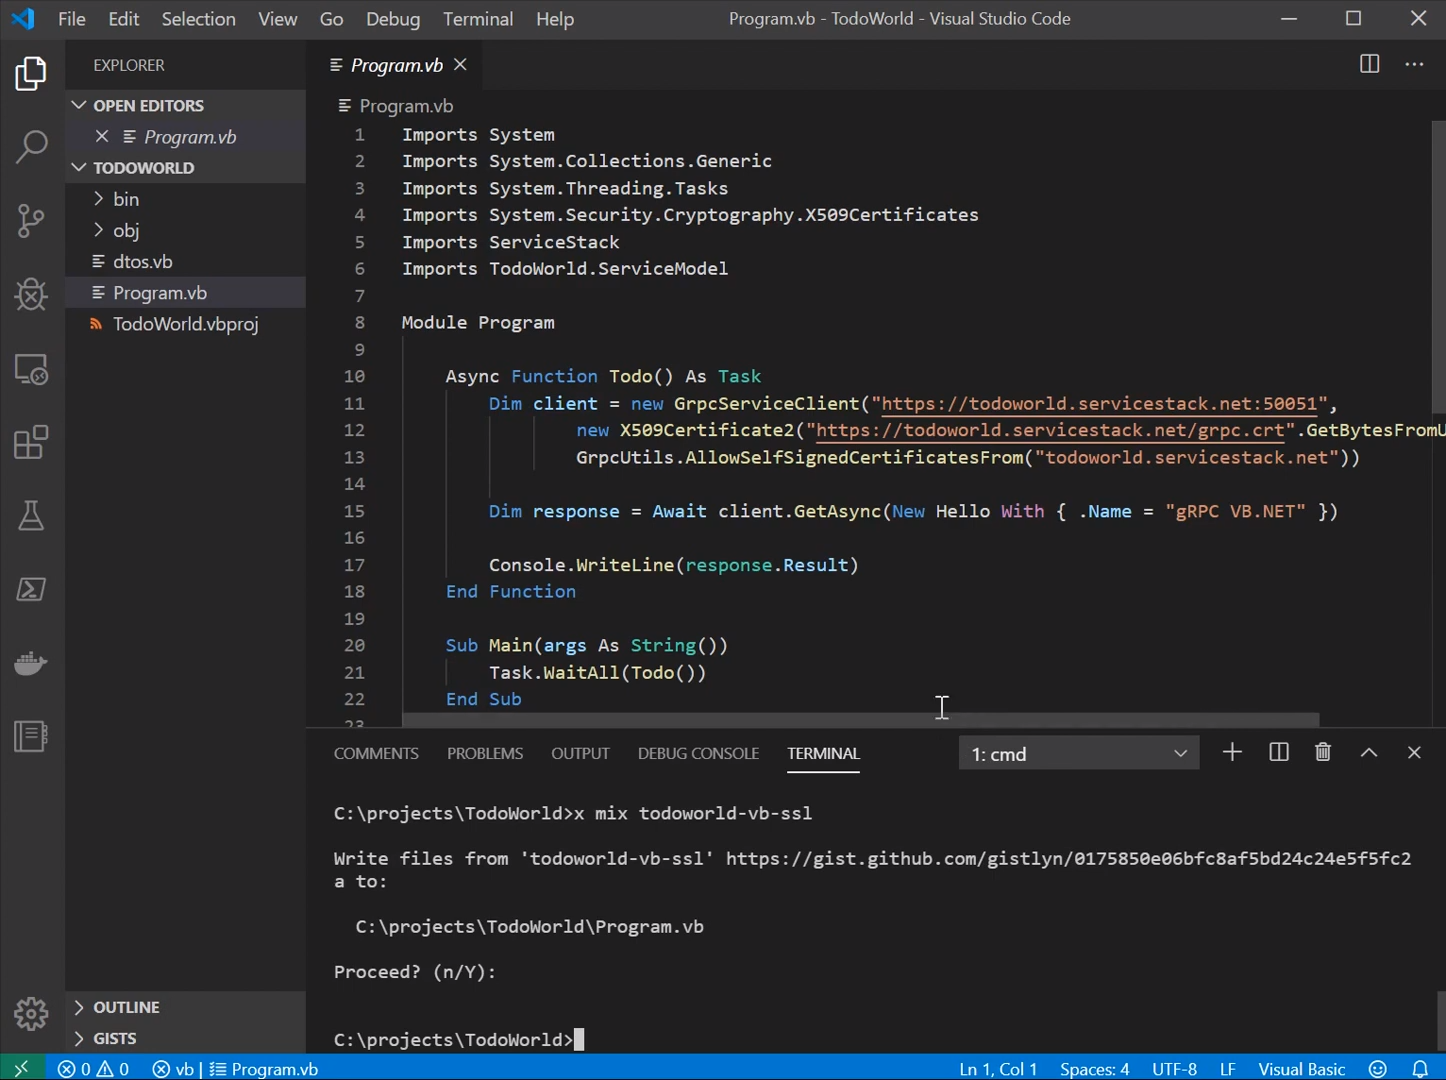 File Edit Selection View Go Debug Terminal Help Program.vb - TodoWorld - Visual Studio Code
EXPLORER
OPEN EDITORS
Program.vb
TODOWORLD
bin
obj
dtos.vb
Program.vb
TodoWorld.vbproj
OUTLINE
GISTS
Program.vb
Program.vb
1 Imports System
2 Imports System.Collections.Generic
3 Imports System.Threading.Tasks
4 Imports System.Security.Cryptography.X509Certificates
5 Imports ServiceStack
6 Imports TodoWorld.ServiceModel
7
8 Module Program
9
10 Async Function Todo() As Task
11 Dim client = new GrpcServiceClient("https://todoworld.servicestack.net:50051",
12 new X509Certificate2("https://todoworld.servicestack.net/grpc.crt".GetBytesFromU
13 GrpcUtils.AllowSelfSignedCertificatesFrom("todoworld.servicestack.net"))
14
15 Dim response = Await client.GetAsync(New Hello With { .Name = "gRPC VB.NET" })
16
17 Console.WriteLine(response.Result)
18 End Function
19
20 Sub Main(args As String())
21 Task.WaitAll(Todo())
22 End Sub
23
COMMENTS PROBLEMS OUTPUT DEBUG CONSOLE TERMINAL 1: cmd
C:\projects\TodoWorld>x mix todoworld-vb-ssl
Write files from 'todoworld-vb-ssl' https://gist.github.com/gistlyn/0175850e06bfc8af5bd24c24e5f5fc2
a to:
C:\projects\TodoWorld\Program.vb
Proceed? (n/Y):
C:\projects\TodoWorld>
0 0 vb | Program.vb Ln 1, Col 1 Spaces: 4 UTF-8 LF Visual Basic